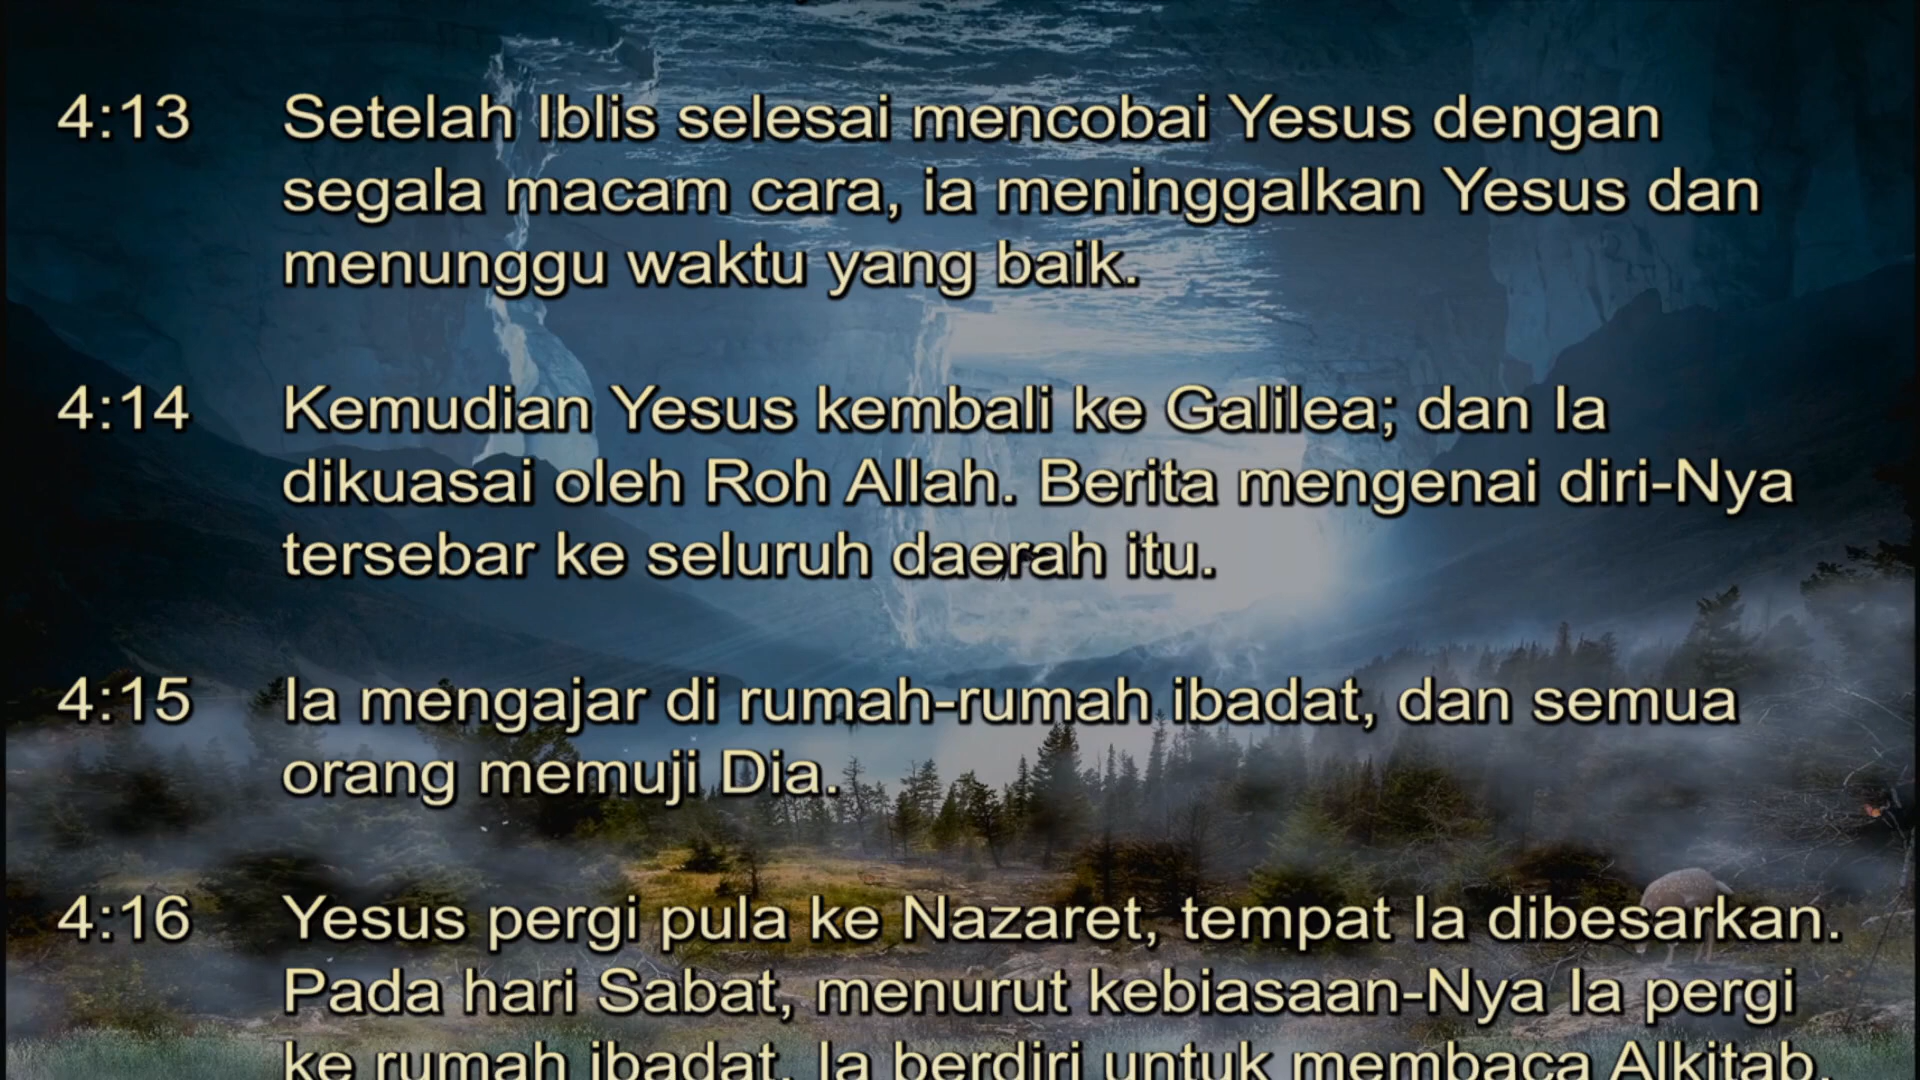 4:13 Setelah Iblis selesai mencobai Yesus dengan
segala macam cara, ia meninggalkan Yesus dan
menunggu waktu yang baik.
4:14 Kemudian Yesus kembali ke Galilea; dan Ia
dikuasai oleh Roh Allah. Berita mengenai diri-Nya
tersebar ke seluruh daerah itu.
4:15 Ia mengajar di rumah-rumah ibadat, dan semua
orang memuji Dia.
4:16 Yesus pergi pula ke Nazaret, tempat Ia dibesarkan.
Pada hari Sabat, menurut kebiasaan-Nya Ia pergi
ke rumah ibadat. Ia berdiri untuk membaca Alkitab.